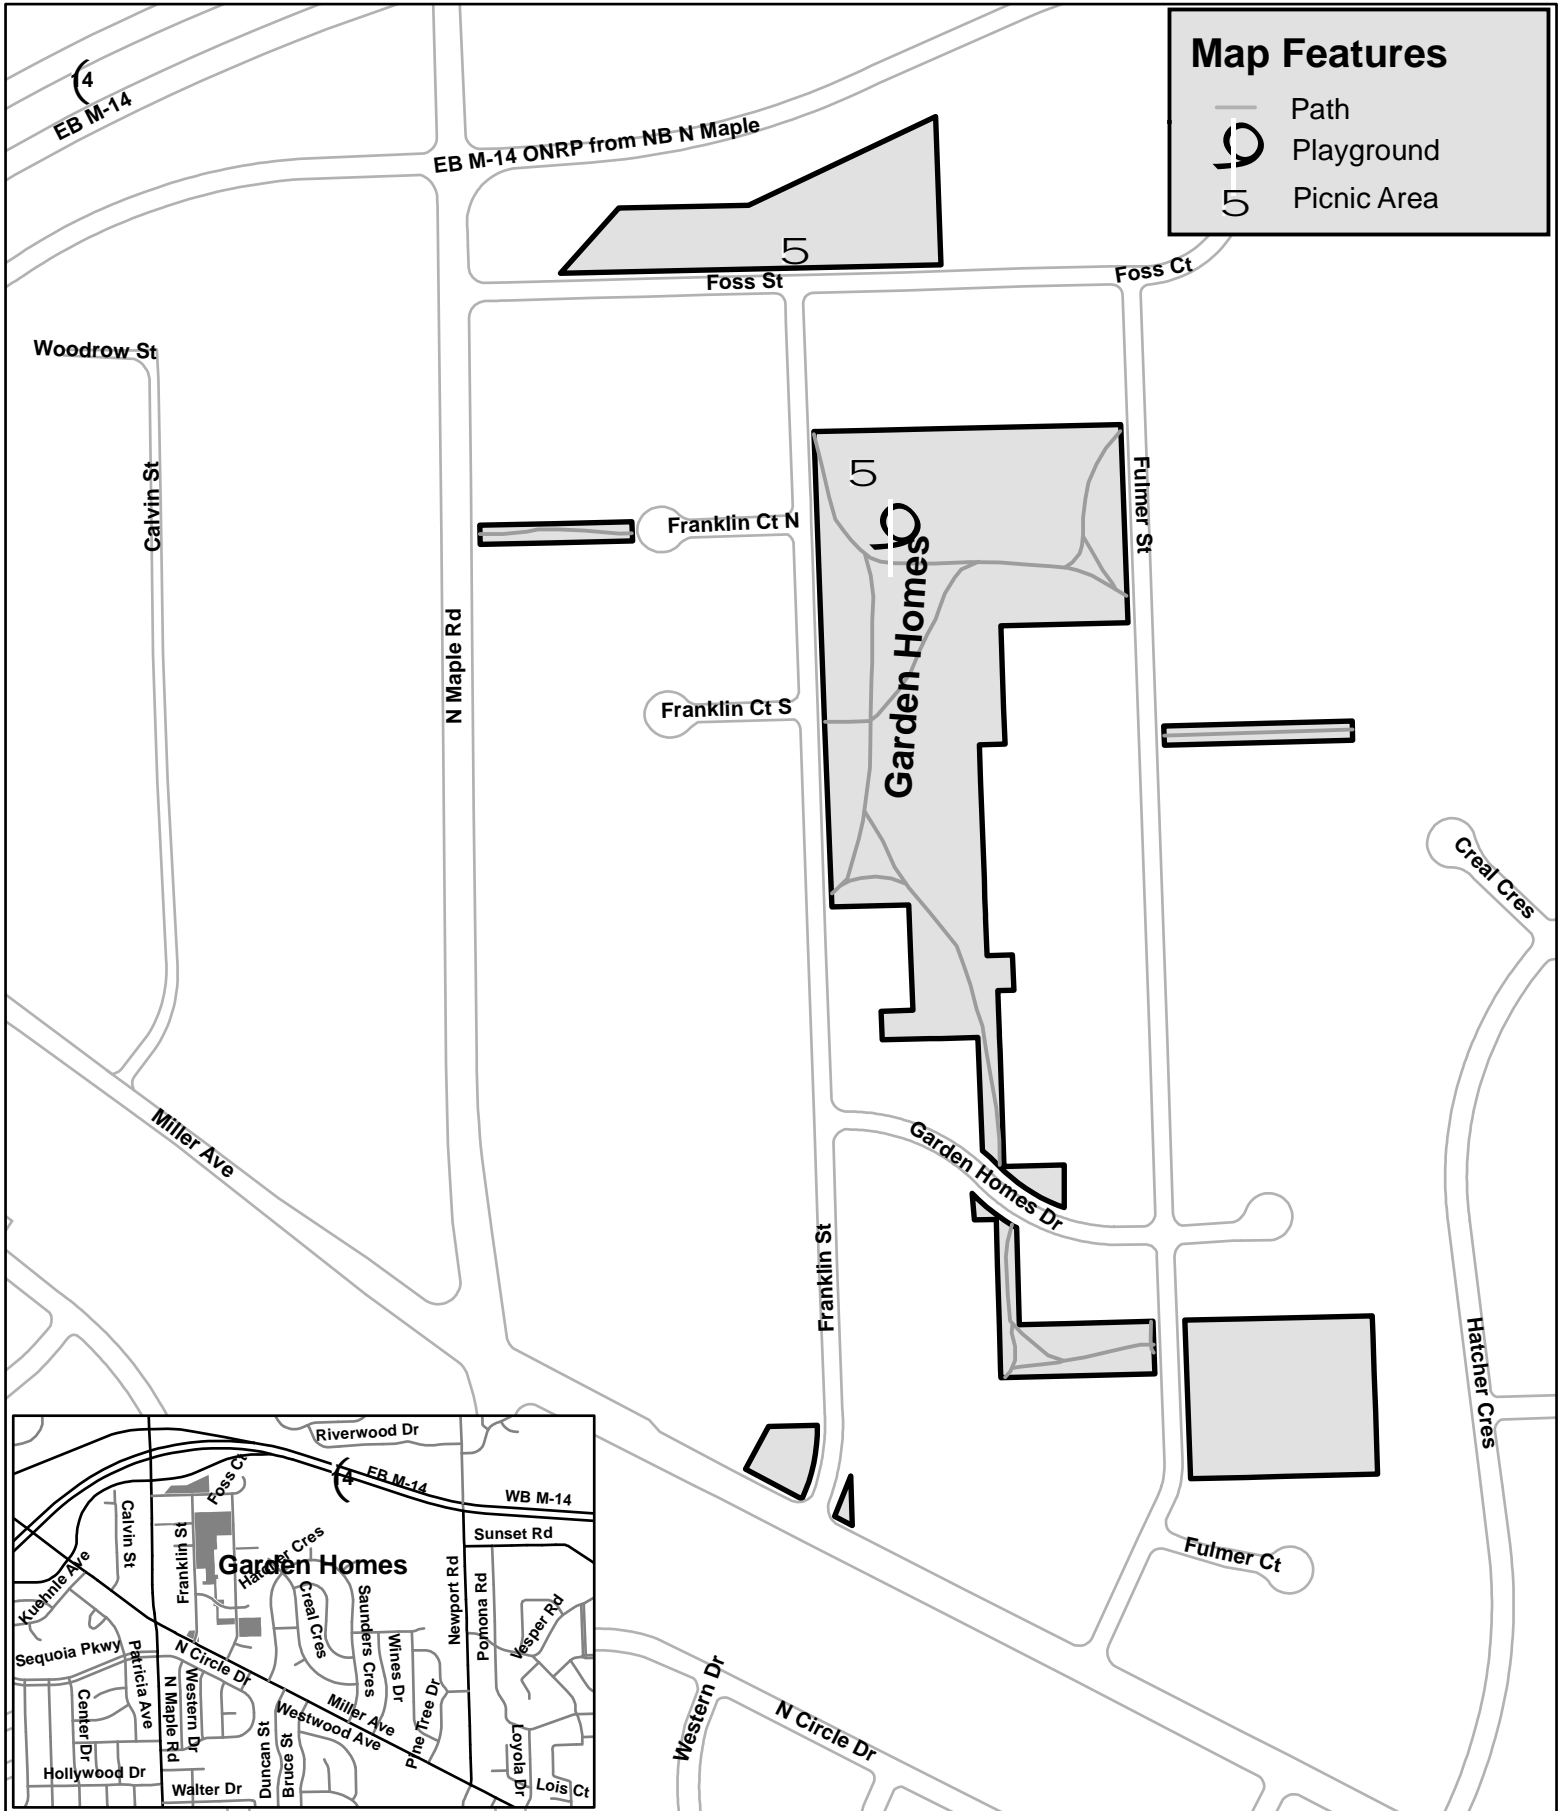 Map Features
Path
Playground
5
Picnic Area
14
EB M-14
EB M-14 ONRP from NB N Maple
5
Foss St
Foss Ct
Woodrow St
Calvin St
5
Franklin Ct N
Fulmer St
Garden Homes
N Maple Rd
Franklin Ct S
Creal Cres
Miller Ave
Garden Homes Dr
Franklin St
Hatcher Cres
Fulmer Ct
Western Dr
N Circle Dr
Riverwood Dr
Foss Ct
14
EB M-14
WB M-14
Calvin St
Franklin St
Sunset Rd
Hatcher Cres
Garden Homes
Kuehnle Ave
Creal Cres
Saunders Cres
Newport Rd
Pomona Rd
Vesper Rd
Sequoia Pkwy
Patricia Ave
N Circle Dr
Wines Dr
Center Dr
N Maple Rd
Western Dr
Miller Ave
Westwood Ave
Pine Tree Dr
Duncan St
Bruce St
Loyola Dr
Hollywood Dr
Walter Dr
Lois Ct